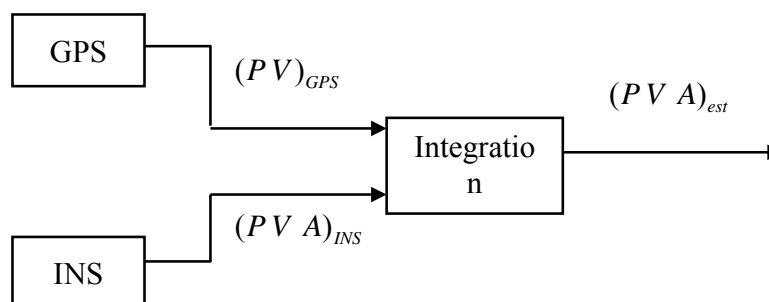 GPS
(P V)GPS
(P V A)est
Integratio
n
(P V A)INS
INS